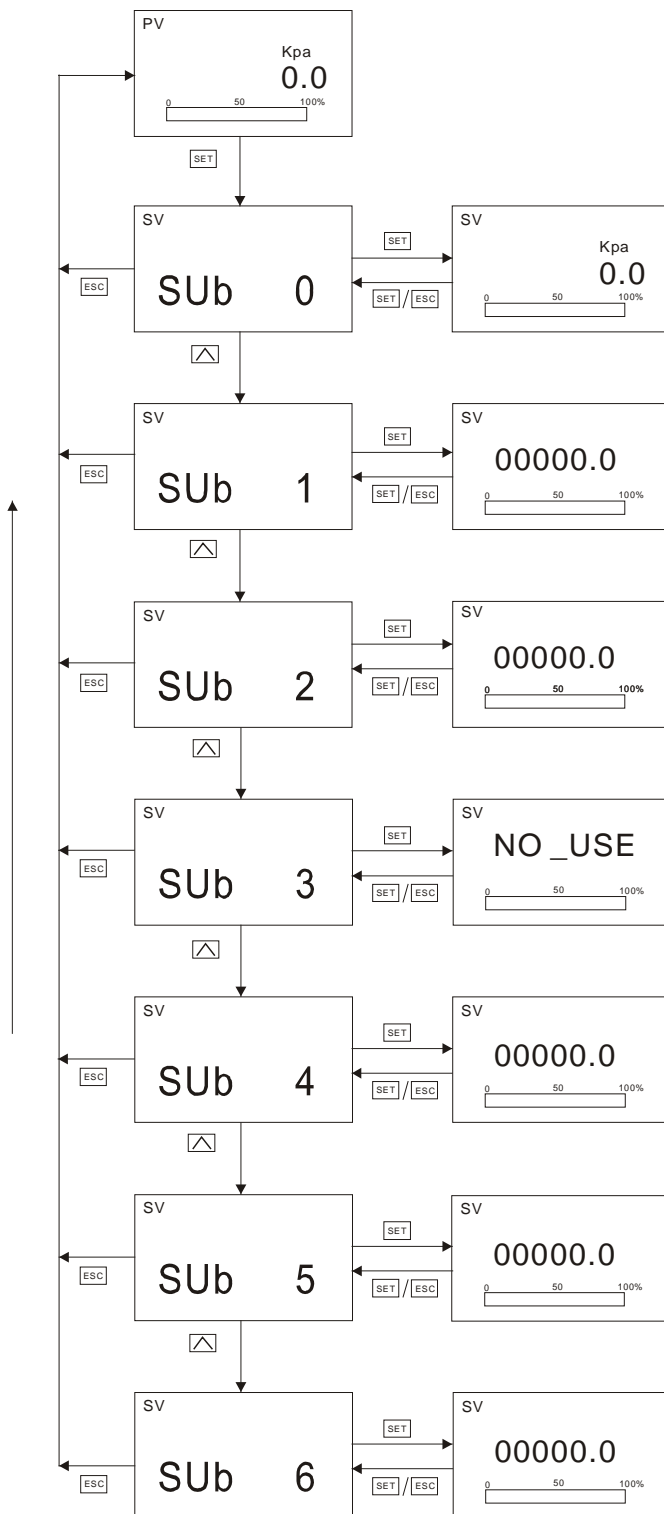 PV
Kpa
0.0
0 50 100%
SET
SV
SUb 0
SET
SET / ESC
ESC
SV
Kpa
0.0
0 50 100%
SV
SUb 1
SET
SET / ESC
ESC
SV
00000.0
0 50 100%
SV
SUb 2
SET
SET / ESC
ESC
SV
00000.0
0 50 100%
SV
SUb 3
SET
SET / ESC
ESC
SV
NO _USE
0 50 100%
SV
SUb 4
SET
SET / ESC
ESC
SV
00000.0
0 50 100%
SV
SUb 5
SET
SET / ESC
ESC
SV
00000.0
0 50 100%
SV
SUb 6
SET
SET / ESC
ESC
SV
00000.0
0 50 100%